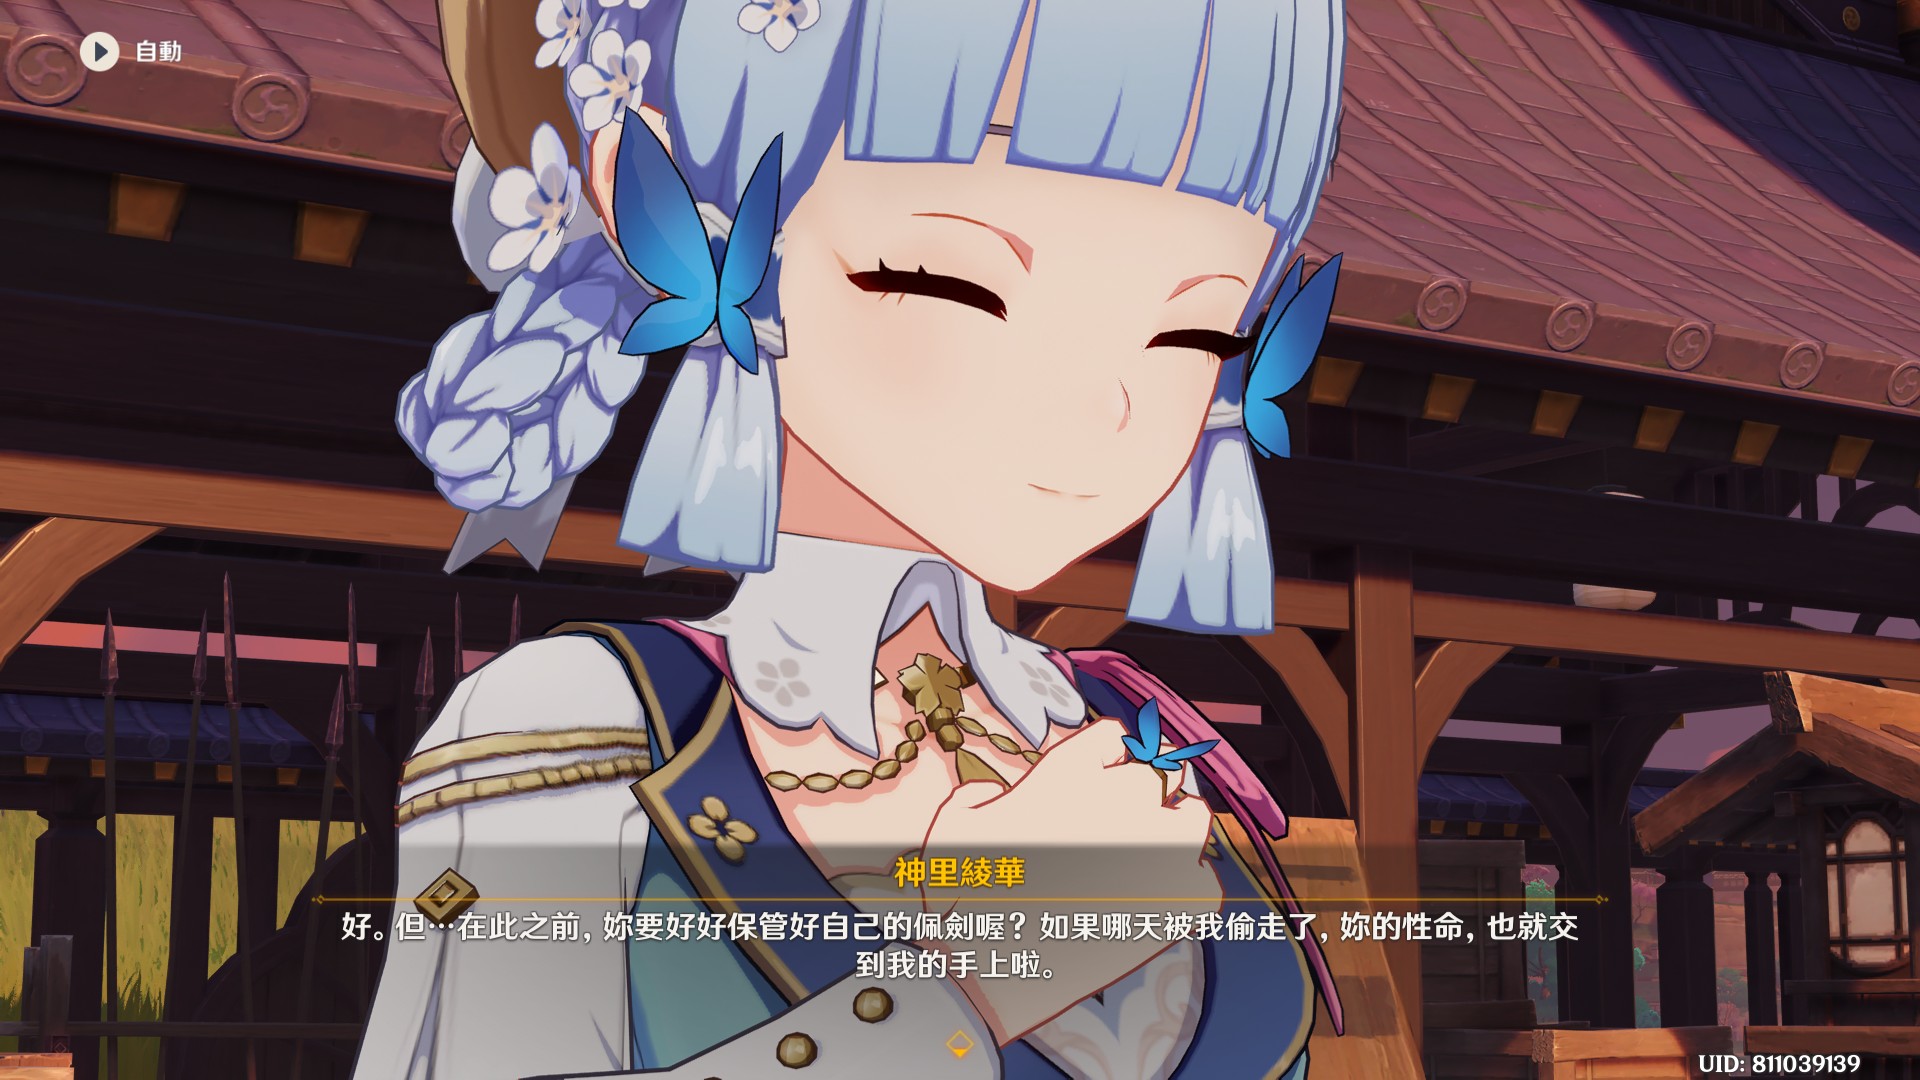 自動
神里綾華
好。但…在此之前，妳要好好保管好自己的佩劍喔？如果哪天被我偷走了，妳的性命，也就交
到我的手上啦。
UID: 811039139